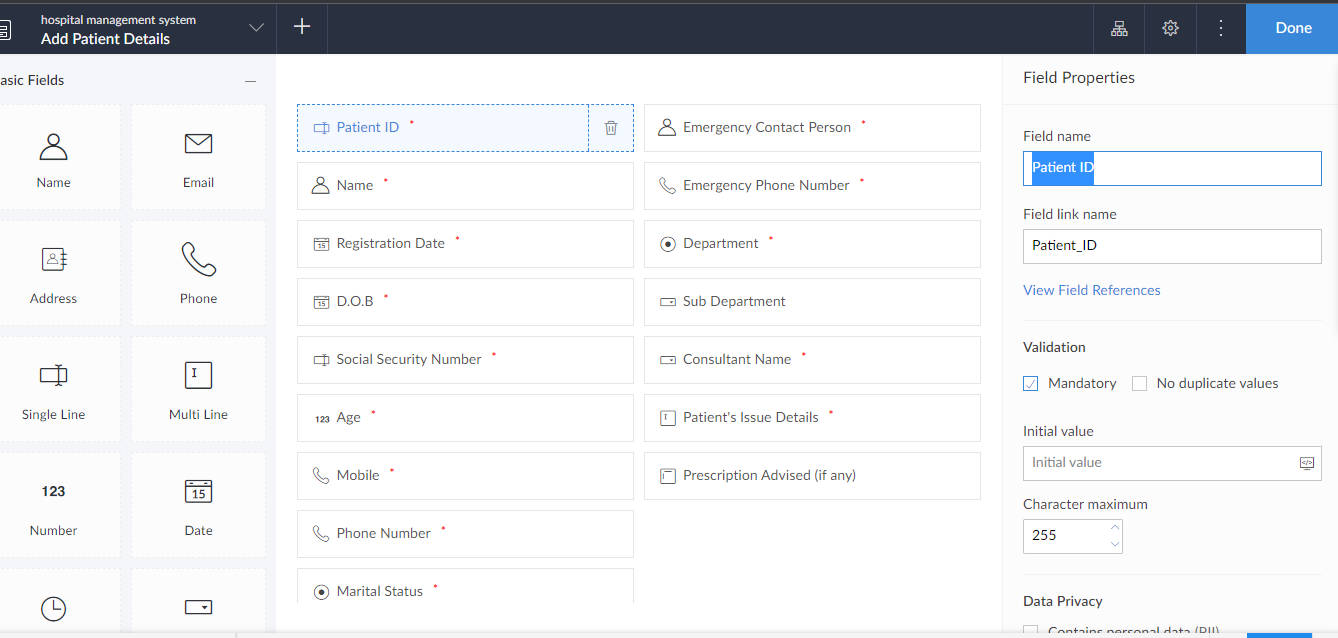 hospital management system
Add Patient Details
Done
asic Fields
Name
Email
Address
Phone
Single Line
Multi Line
123
Number
15
Date
Patient ID *
Name *
15 Registration Date *
15 D.O.B *
Social Security Number *
123 Age *
Mobile *
Phone Number *
Marital Status *
Emergency Contact Person *
Emergency Phone Number *
Department *
Sub Department
Consultant Name *
Patient's Issue Details *
Prescription Advised (if any)
Field Properties
Field name
Patient ID
Field link name
Patient_ID
View Field References
Validation
Mandatory No duplicate values
Initial value
Initial value
Character maximum
255
Data Privacy
Contains personal data (PII)